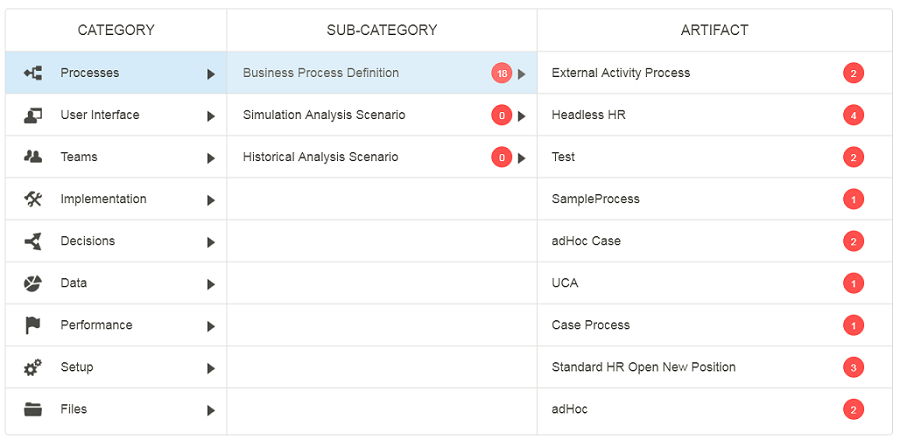 CATEGORY SUB-CATEGORY ARTIFACT
Processes Business Process Definition 18 External Activity Process 2
User Interface Simulation Analysis Scenario 0 Headless HR 4
Teams Historical Analysis Scenario 0 Test 2
Implementation SampleProcess 1
Decisions adHoc Case 2
Data UCA 1
Performance Case Process 1
Setup Standard HR Open New Position 3
Files adHoc 2